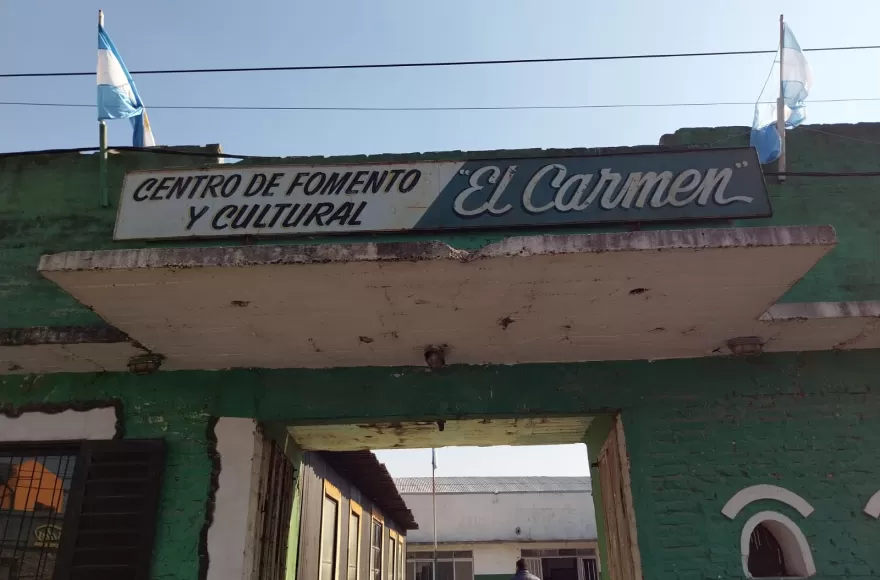 CENTRO DE FOMENTO
Y CULTURAL
"El Carmen"